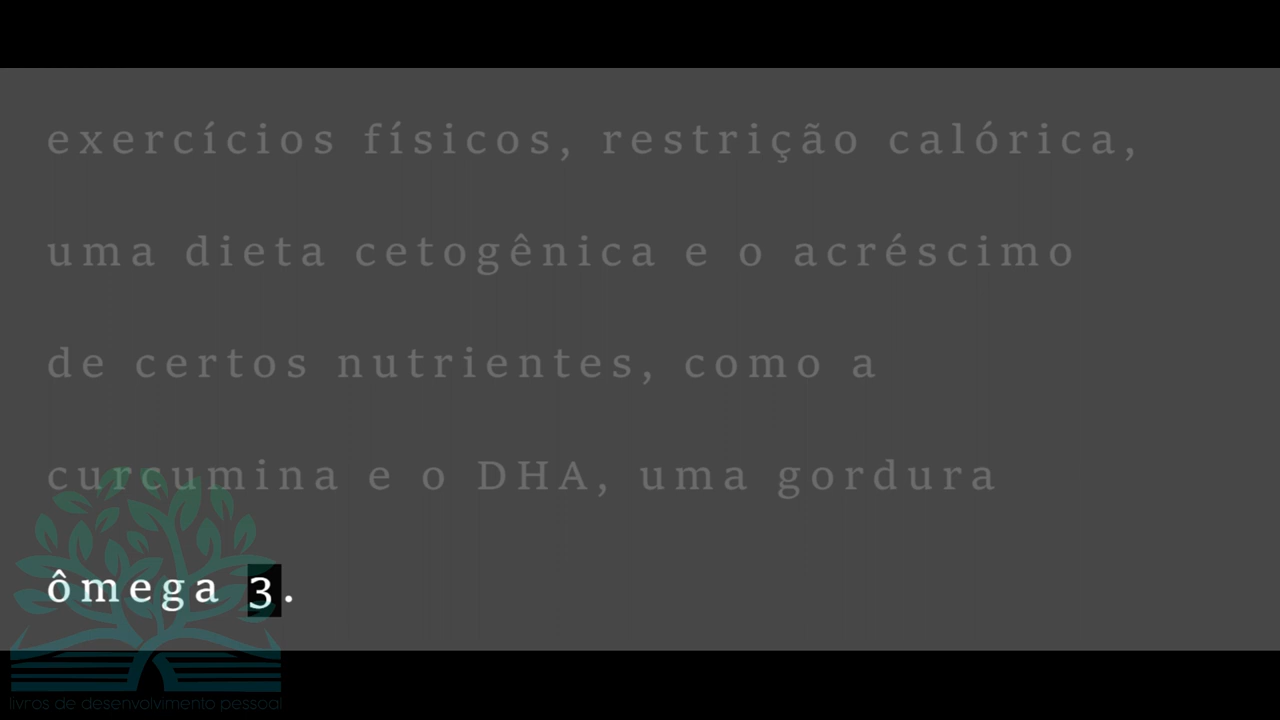 exercícios físicos, restrição calórica,
uma dieta cetogênica e o acréscimo
de certos nutrientes, como a
curcumina e o DHA, uma gordura
ômega 3.
livros de desenvolvimento pessoal